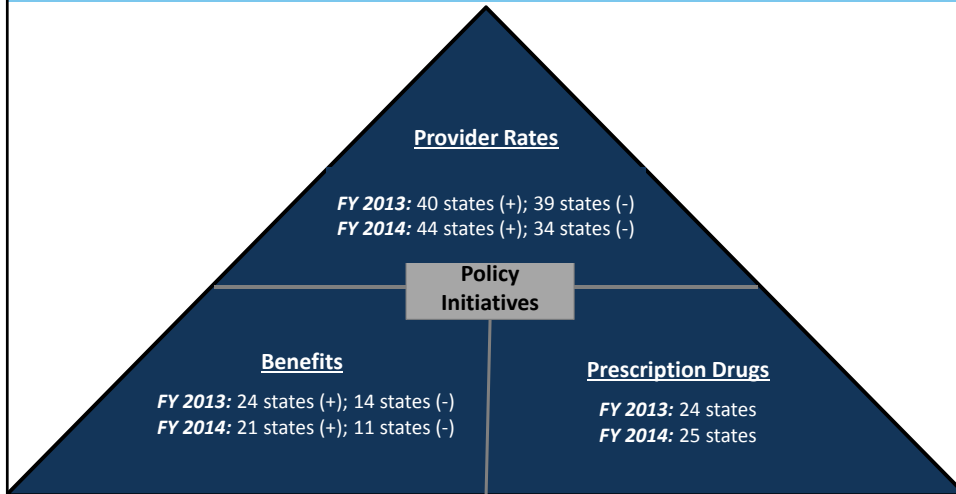 Provider Rates
FY 2013: 40 states (+); 39 states (-)
FY 2014: 44 states (+); 34 states (-)
Policy
Initiatives
Benefits
FY 2013: 24 states (+); 14 states (-)
FY 2014: 21 states (+); 11 states (-)
Prescription Drugs
FY 2013: 24 states
FY 2014: 25 states